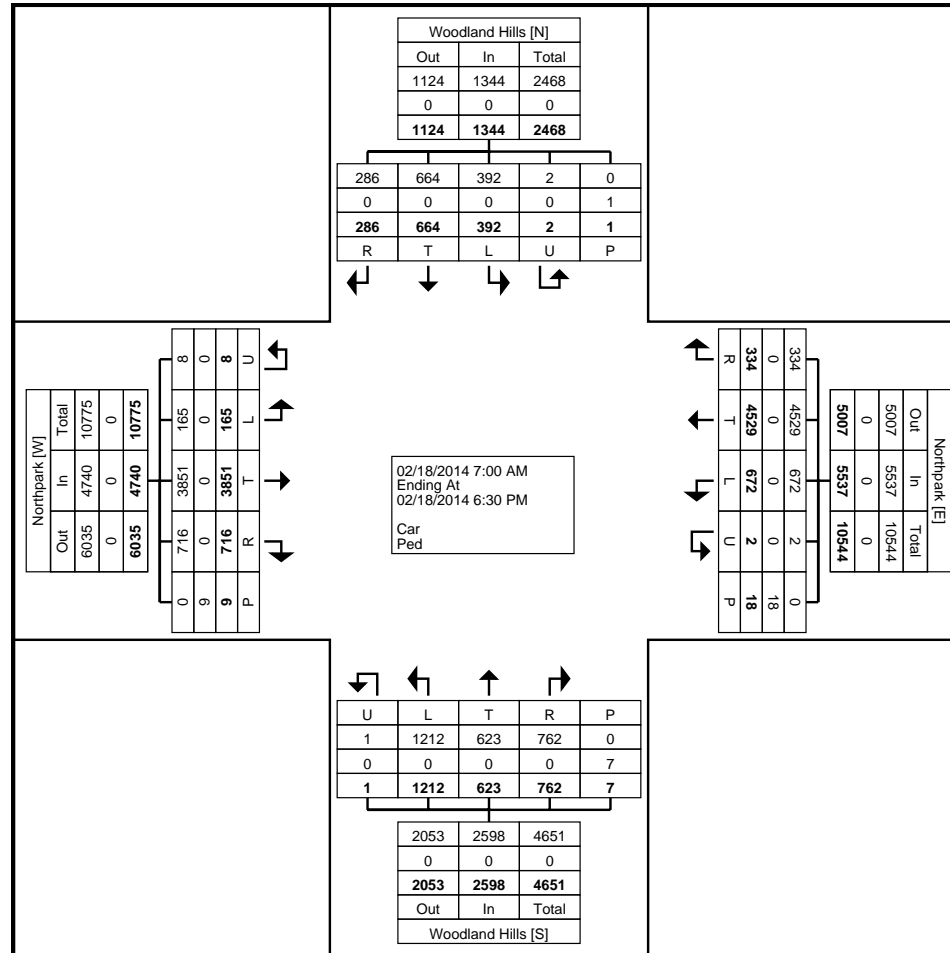 Woodland Hills [N]
Out In Total
1124 1344 2468
0 0 0
1124 1344 2468
286 664 392 2 0
0 0 0 0 1
286 664 392 2 1
R T L U P
Northpark [W]
Total In Out
10775 4740 6035
0 0 0
10775 4740 6035
8 165 3851 716 0
0 0 0 0 9
8 165 3851 716 9
U L T R P
02/18/2014 7:00 AM
Ending At
02/18/2014 6:30 PM
Car
Ped
Northpark [E]
Out In Total
5007 5537 10544
0 0 0
5007 5537 10544
334 4529 672 2 0
0 0 0 0 18
334 4529 672 2 18
R T L U P
U L T R P
1 1212 623 762 0
0 0 0 0 7
1 1212 623 762 7
2053 2598 4651
0 0 0
2053 2598 4651
Out In Total
Woodland Hills [S]